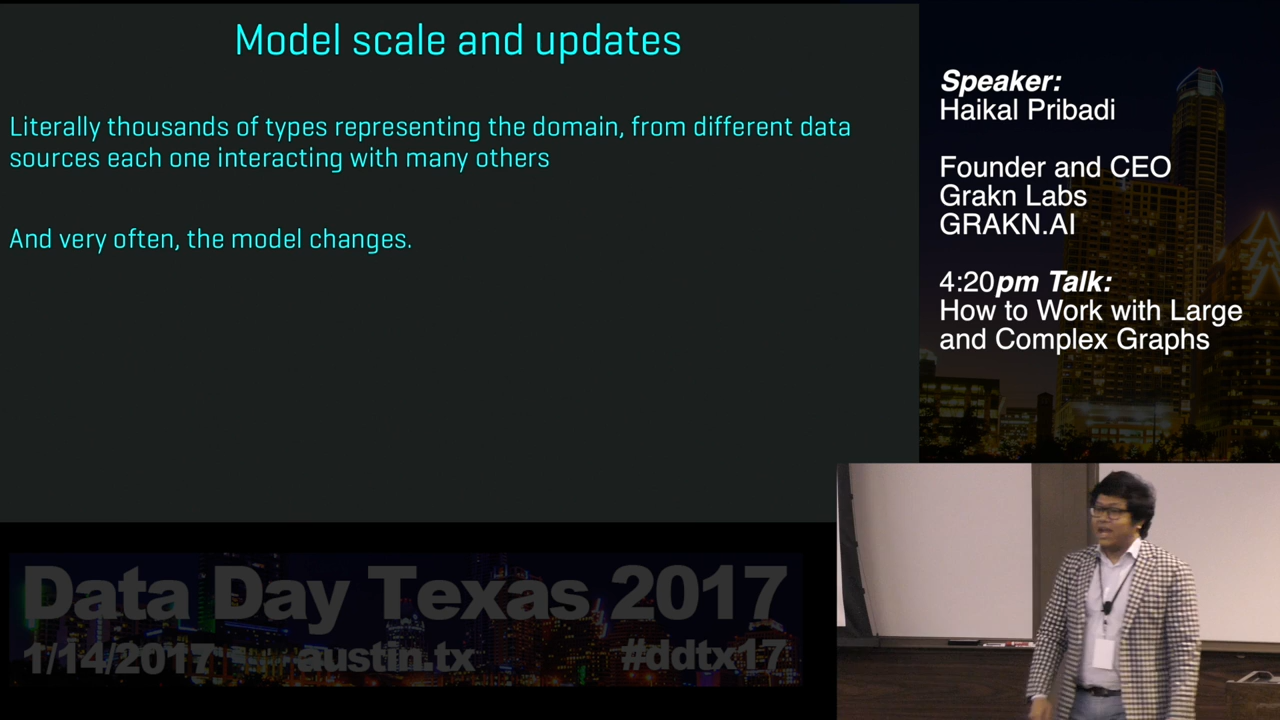 Model scale and updates
Literally thousands of types representing the domain, from different data
sources each one interacting with many others
And very often, the model changes.
Speaker:
Haikal Pribadi
Founder and CEO
Grakn Labs
GRAKN.AI
4:20pm Talk:
How to Work with Large
and Complex Graphs
Data Day Texas 2017
1/14/2017
austin.tx
#ddtx17